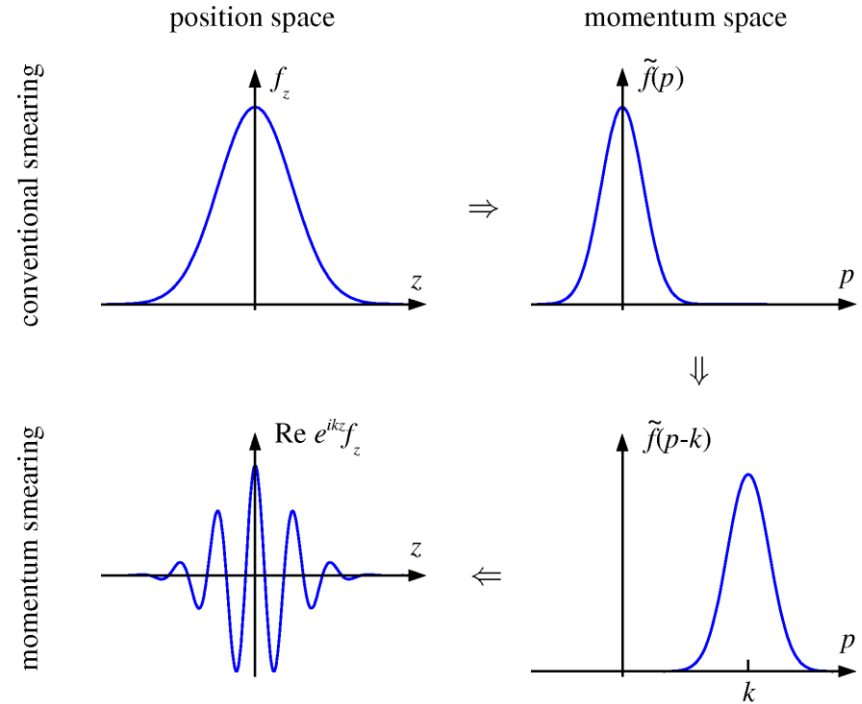 position space
momentum space
conventional smearing
f_z
z
⇒
f̃(p)
p
⇓
momentum smearing
Re e^{ikz}f_z
z
⇐
f̃(p-k)
p
k